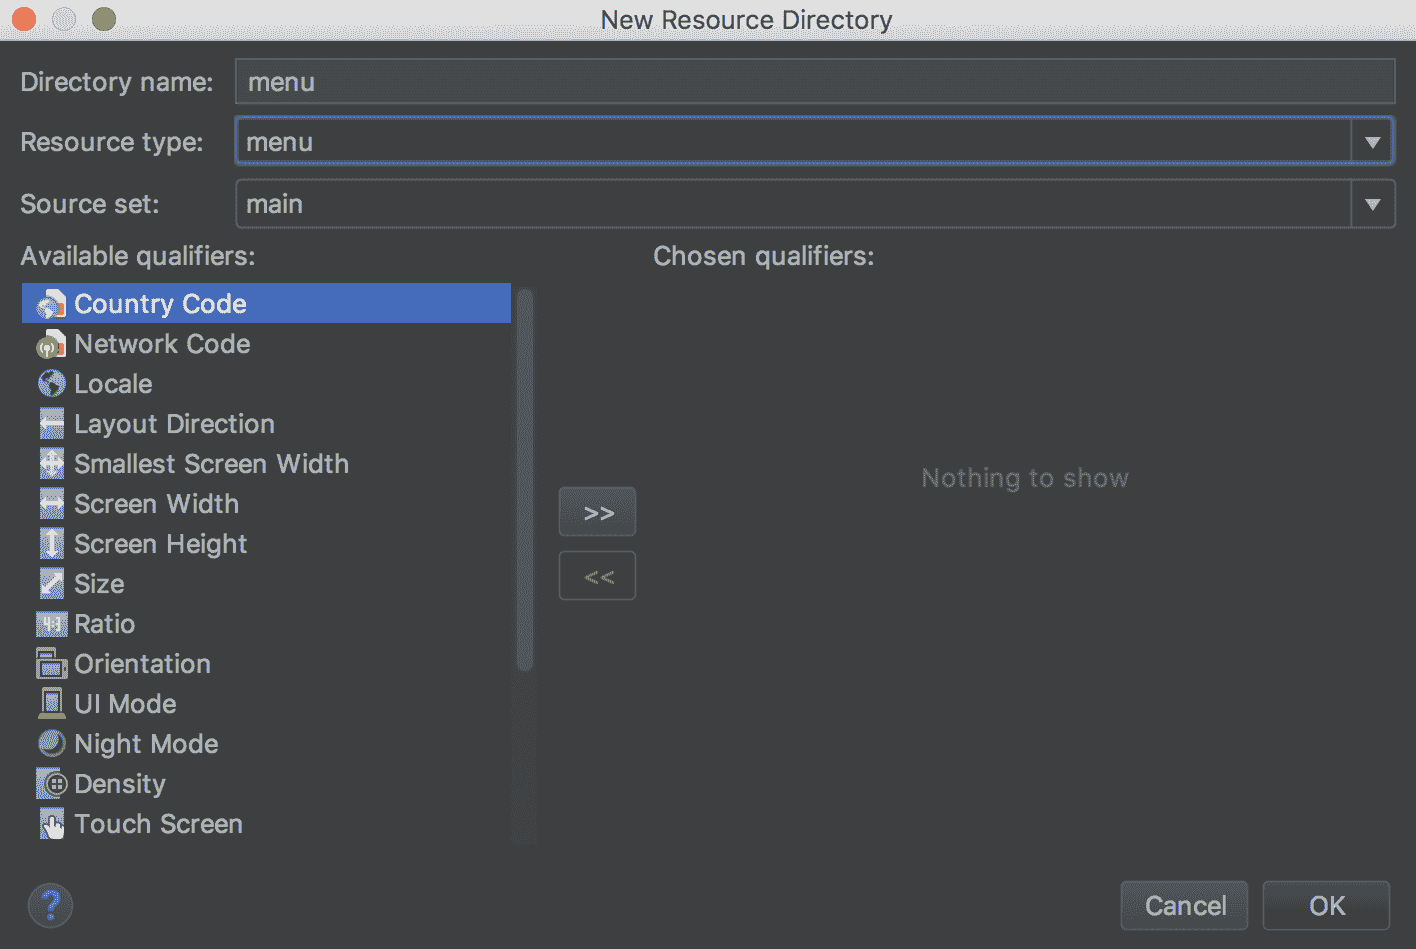 New Resource Directory
Directory name: menu
Resource type: menu
Source set: main
Available qualifiers:
Chosen qualifiers:
Country Code
Network Code
Locale
Layout Direction
Smallest Screen Width
Nothing to show
Screen Width
>>
Screen Height
<<
Size
4:3 Ratio
Orientation
UI Mode
Night Mode
Density
Touch Screen
?
Cancel
OK